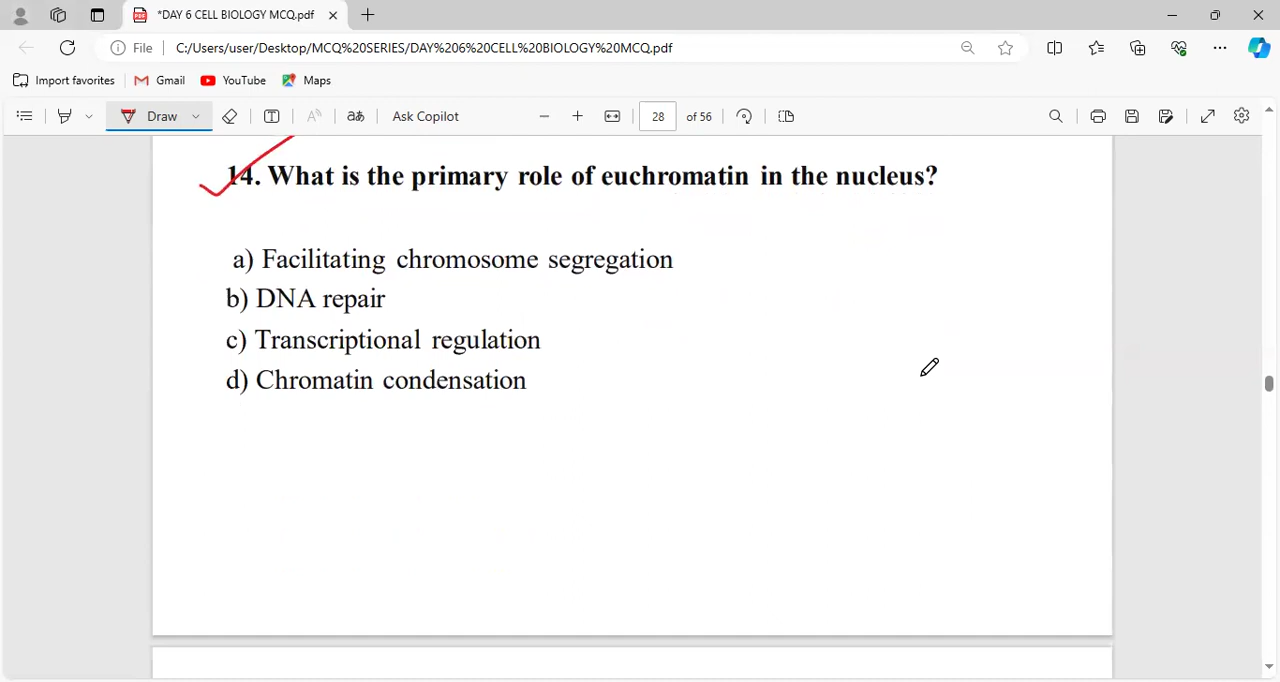 *DAY 6 CELL BIOLOGY MCQ.pdf
File C:/Users/user/Desktop/MCQ%20SERIES/DAY%206%20CELL%20BIOLOGY%20MCQ.pdf
Import favorites Gmail YouTube Maps
Draw aあ Ask Copilot 28 of 56
14. What is the primary role of euchromatin in the nucleus?
a) Facilitating chromosome segregation
b) DNA repair
c) Transcriptional regulation
d) Chromatin condensation